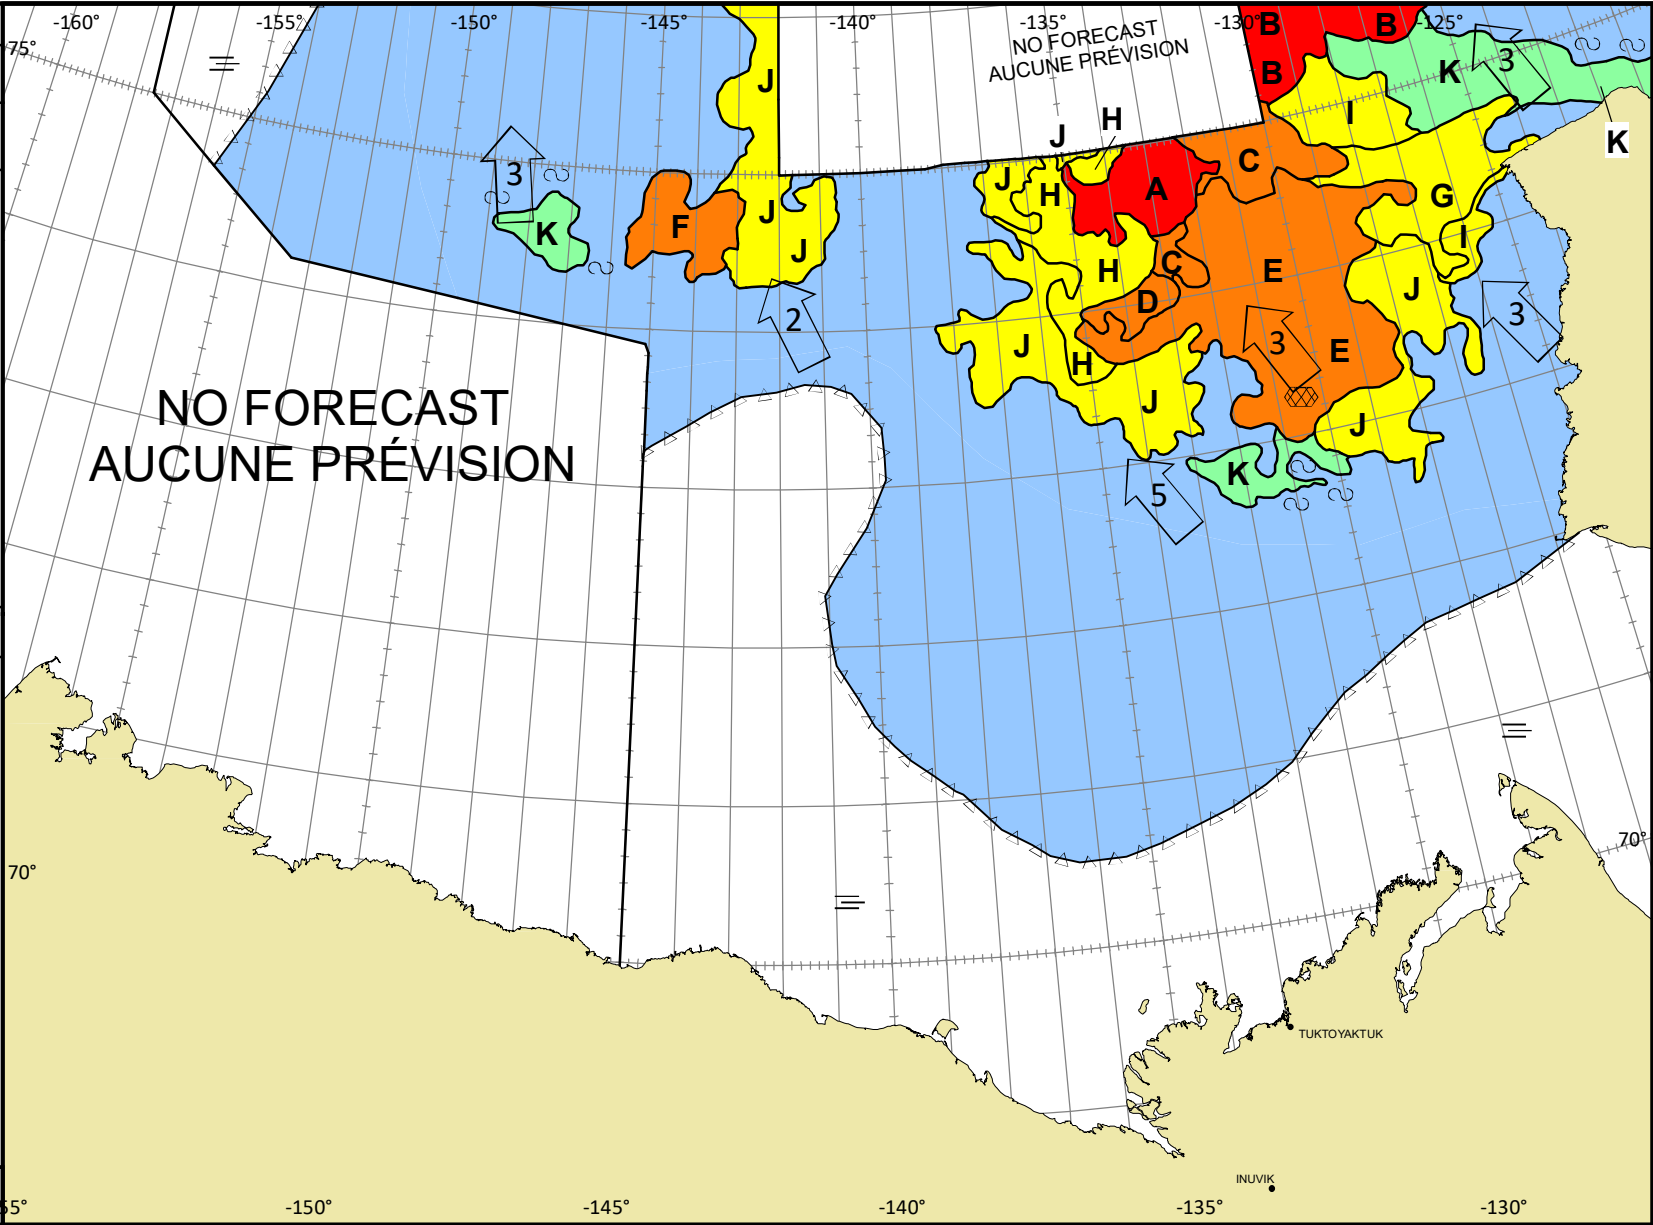 -160° -155° -150° -145° -140° -135° -130° -125°
75°
NO FORECAST
AUCUNE PRÉVISION
B B
B
K
3
K
J
I
J H
3
K
F
J
J
J
H
A
C
G
I
H
C
E
J
D
2
3
3
J
H
E
J
J
K
5
NO FORECAST
AUCUNE PRÉVISION
70°
70°
TUKTOYAKTUK
INUVIK
55° -150° -145° -140° -135° -130°